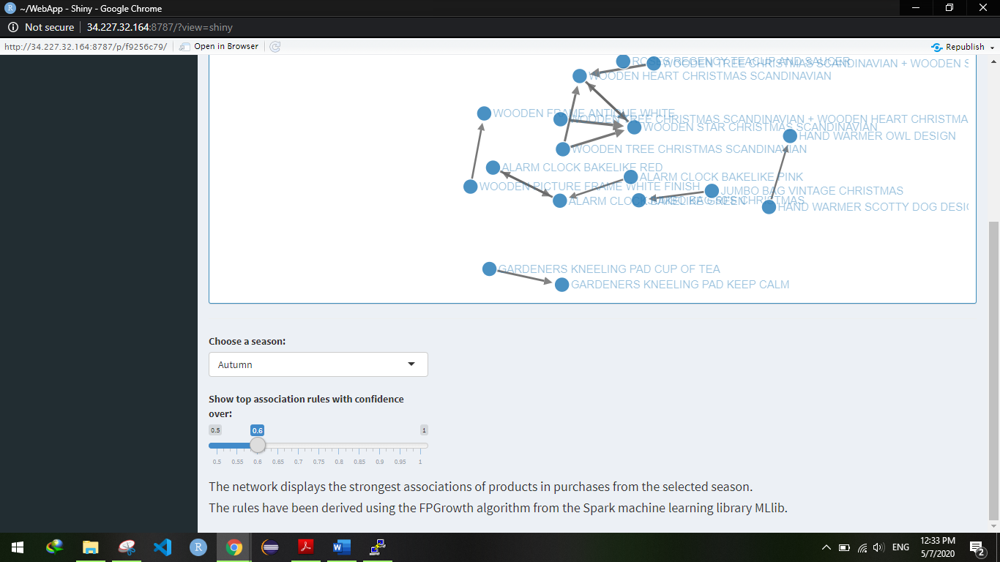 ~/WebApp - Shiny - Google Chrome
Not secure 34.227.32.164:8787/?view=shiny
http://34.227.32.164:8787/p/f9256c79/ Open in Browser Republish
ROSES REGENCY TEACUP AND SAUCER
WOODEN TREE CHRISTMAS SCANDINAVIAN + WOODEN S
WOODEN HEART CHRISTMAS SCANDINAVIAN
WOODEN FRAME ANTIQUE WHITE
WOODEN TREE CHRISTMAS SCANDINAVIAN + WOODEN HEART CHRISTMA
WOODEN STAR CHRISTMAS SCANDINAVIAN
HAND WARMER OWL DESIGN
WOODEN TREE CHRISTMAS SCANDINAVIAN
ALARM CLOCK BAKELIKE RED
ALARM CLOCK BAKELIKE PINK
WOODEN PICTURE FRAME WHITE FINISH
JUMBO BAG VINTAGE CHRISTMAS
ALARM CLOCK BAKELIKE GREEN
CHRISTMAS
HAND WARMER SCOTTY DOG DESIG
GARDENERS KNEELING PAD CUP OF TEA
GARDENERS KNEELING PAD KEEP CALM
Choose a season:
Autumn
Show top association rules with confidence
over:
0.5 0.6 1
0.5 0.55 0.6 0.65 0.7 0.75 0.8 0.85 0.9 0.95 1
The network displays the strongest associations of products in purchases from the selected season.
The rules have been derived using the FPGrowth algorithm from the Spark machine learning library MLlib.
ENG
12:33 PM
5/7/2020
2